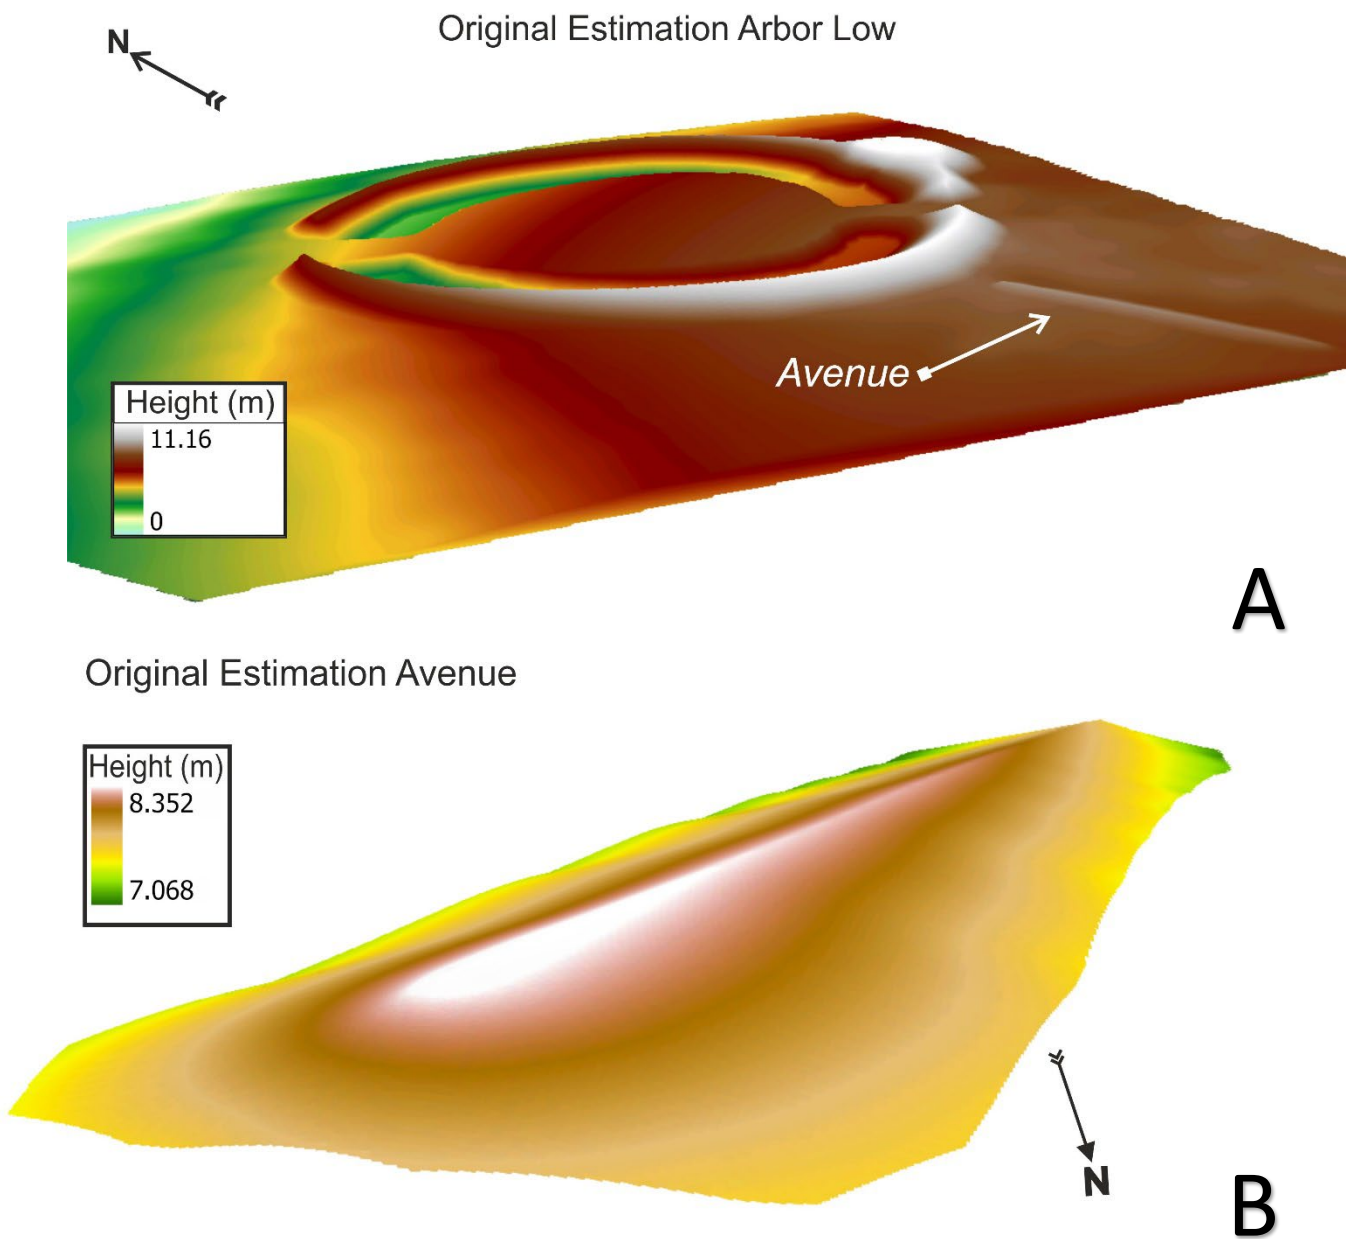 Original Estimation Arbor Low
N
Avenue
Height (m)
11.16
0
A
Original Estimation Avenue
Height (m)
8.352
7.068
N
B